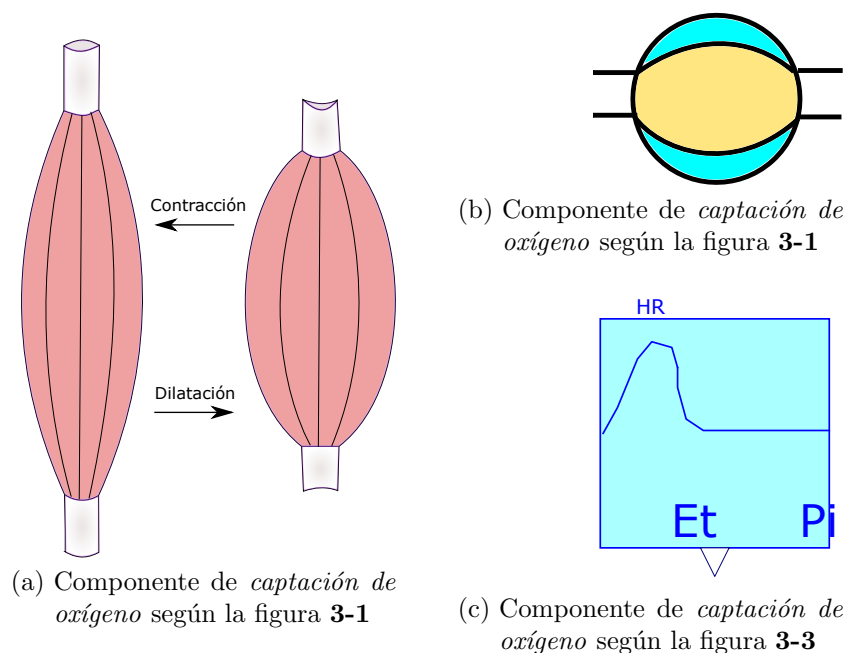 Contracción
Dilatación
(a) Componente de captación de
oxígeno según la figura 3-1
(b) Componente de captación de
oxígeno según la figura 3-1
HR
Et
Pi
(c) Componente de captación de
oxígeno según la figura 3-3